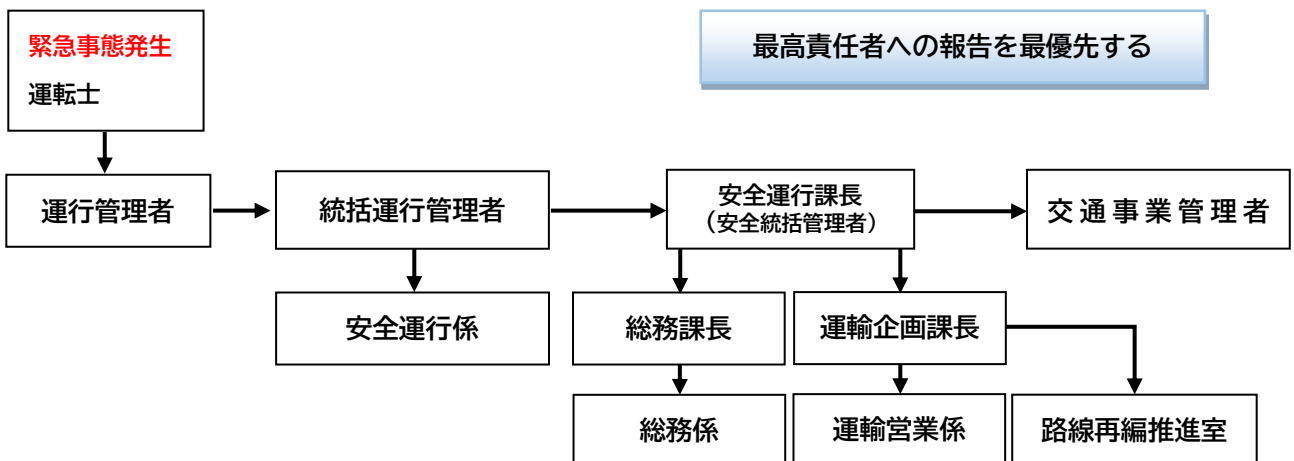 緊急事態発生
運転士
最高責任者への報告を最優先する
運行管理者
統括運行管理者
安全運行課長
（安全統括管理者）
交通事業管理者
安全運行係
総務課長
運輸企画課長
総務係
運輸営業係
路線再編推進室